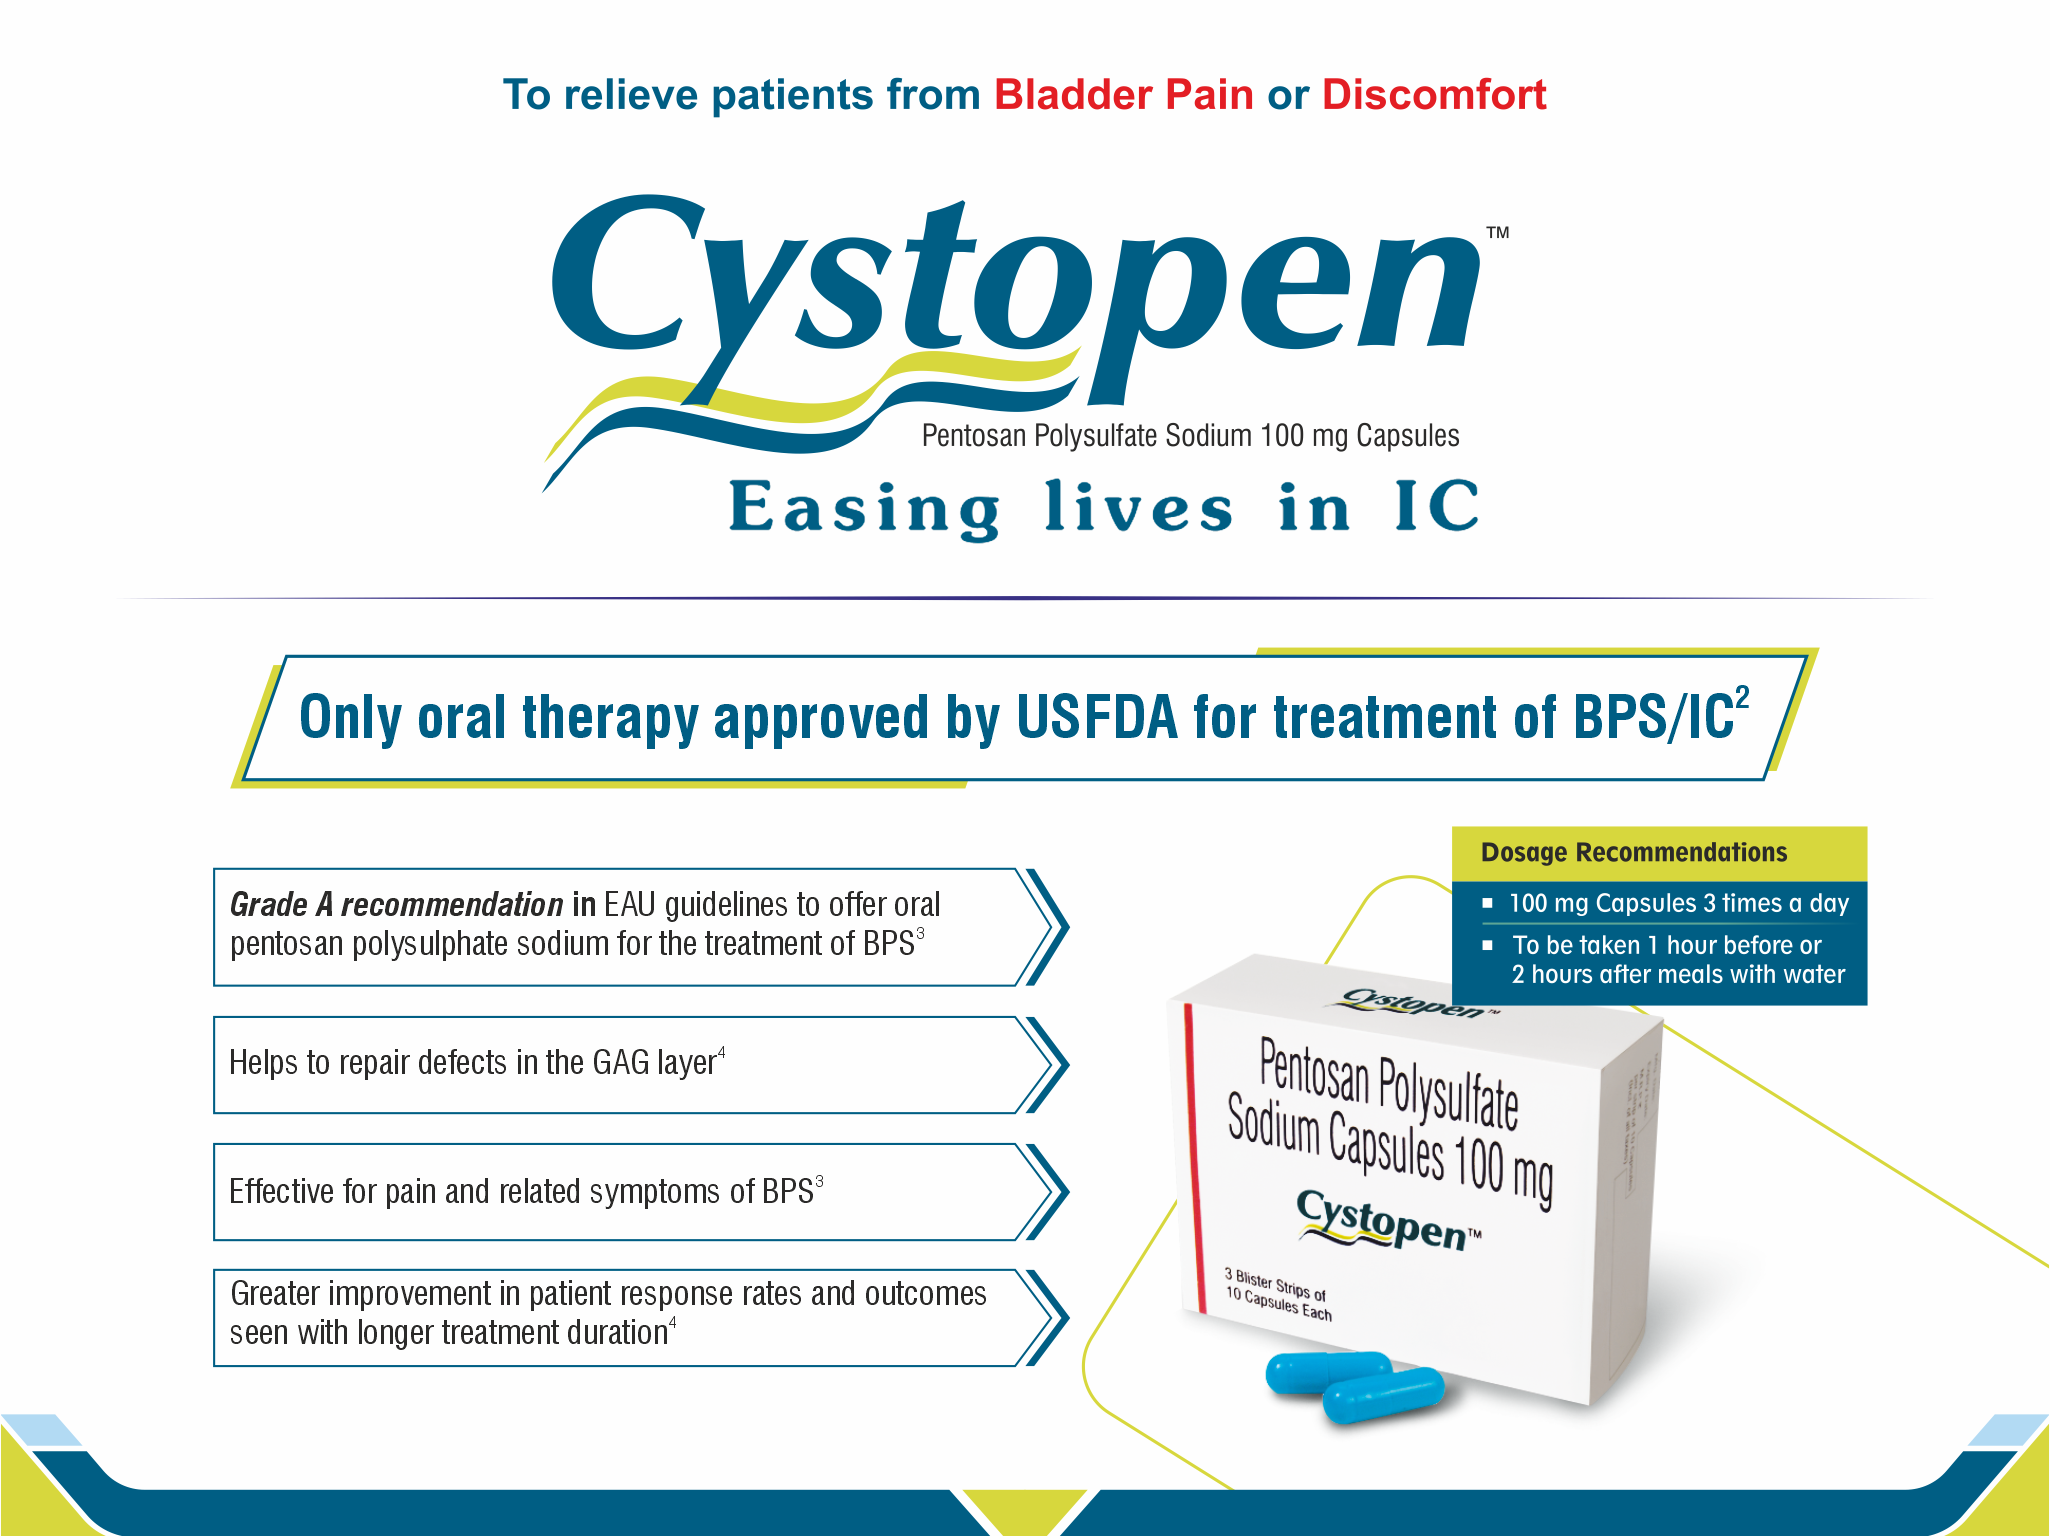 To relieve patients from Bladder Pain or Discomfort
Cystopen™
Pentosan Polysulfate Sodium 100 mg Capsules
Easing lives in IC
Only oral therapy approved by USFDA for treatment of BPS/IC²
Grade A recommendation in EAU guidelines to offer oral
pentosan polysulphate sodium for the treatment of BPS³
Helps to repair defects in the GAG layer⁴
Effective for pain and related symptoms of BPS³
Greater improvement in patient response rates and outcomes
seen with longer treatment duration⁴
Dosage Recommendations
▪ 100 mg Capsules 3 times a day
▪ To be taken 1 hour before or
2 hours after meals with water
Cystopen™
Pentosan Polysulfate
Sodium Capsules 100 mg
Cystopen™
3 Blister Strips of
10 Capsules Each